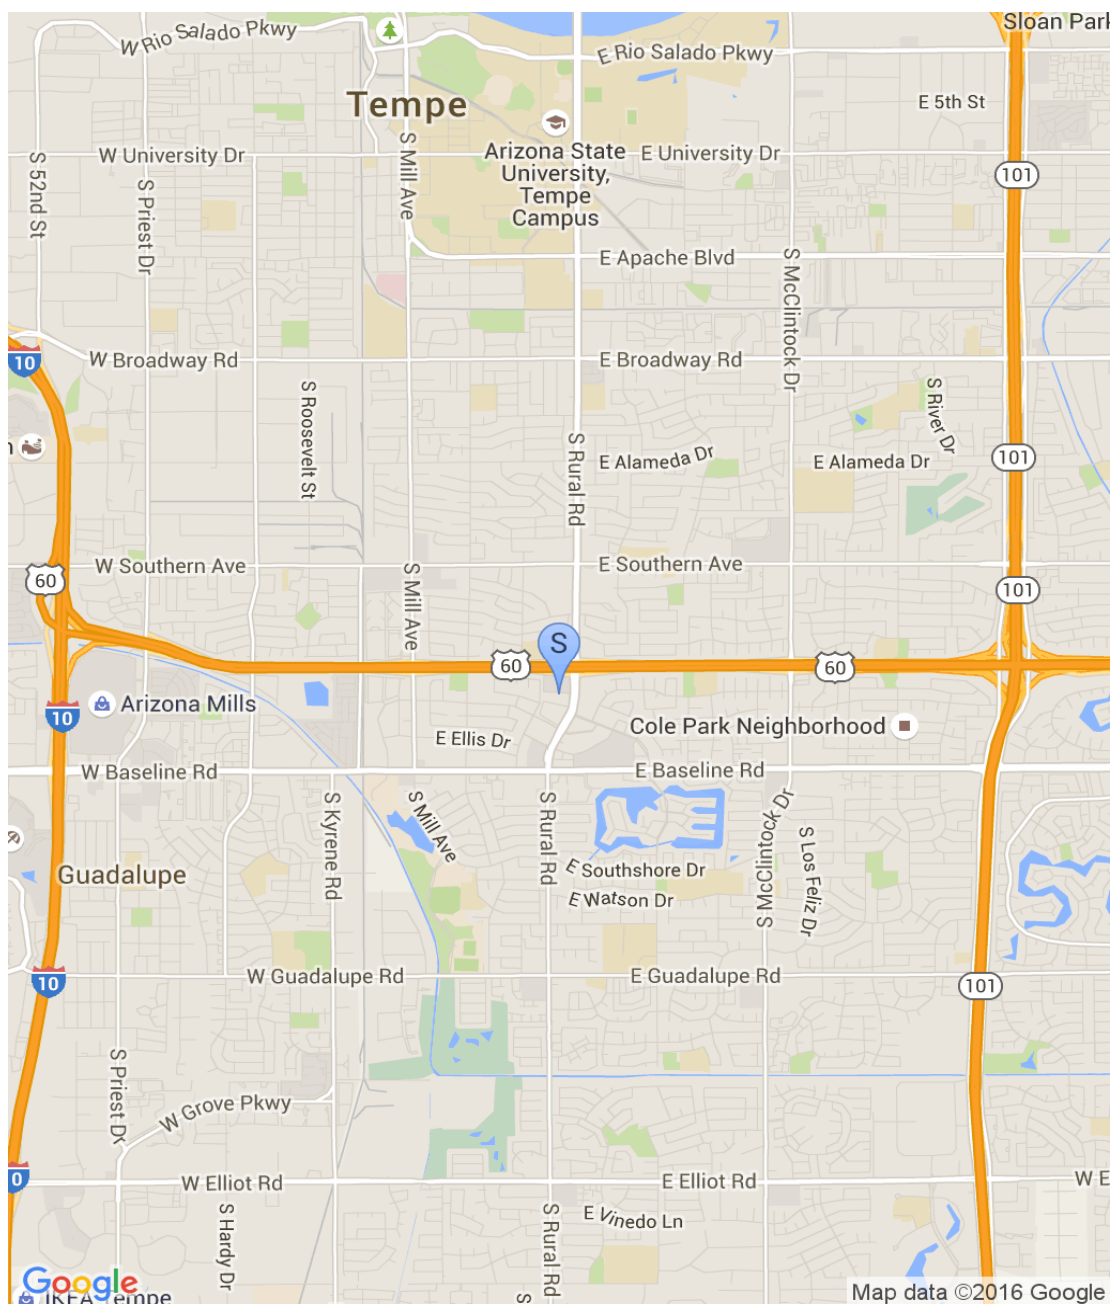 Sloan Park
W Rio Salado Pkwy
E Rio Salado Pkwy
Tempe
E 5th St
S Mill Ave
Arizona State
University,
Tempe
Campus
W University Dr
E University Dr
S 52nd St
S Priest Dr
101
E Apache Blvd
S McClintock Dr
10
W Broadway Rd
E Broadway Rd
S Roosevelt St
S River Dr
n
S Rural Rd
E Alameda Dr
E Alameda Dr
101
W Southern Ave
E Southern Ave
60
S Mill Ave
101
S
60
60
Arizona Mills
10
Cole Park Neighborhood
E Ellis Dr
W Baseline Rd
E Baseline Rd
S Kyrene Rd
S Mill Ave
S Rural Rd
S McClintock Dr
S Los Feliz Dr
Guadalupe
E Southshore Dr
E Watson Dr
W Guadalupe Rd
E Guadalupe Rd
10
101
S Priest Dr
W Grove Pkwy
0
W Elliot Rd
E Elliot Rd
W E
S Hardy Dr
S Rural Rd
E Vinedo Ln
Google
IKEA Tempe
S
Map data ©2016 Google